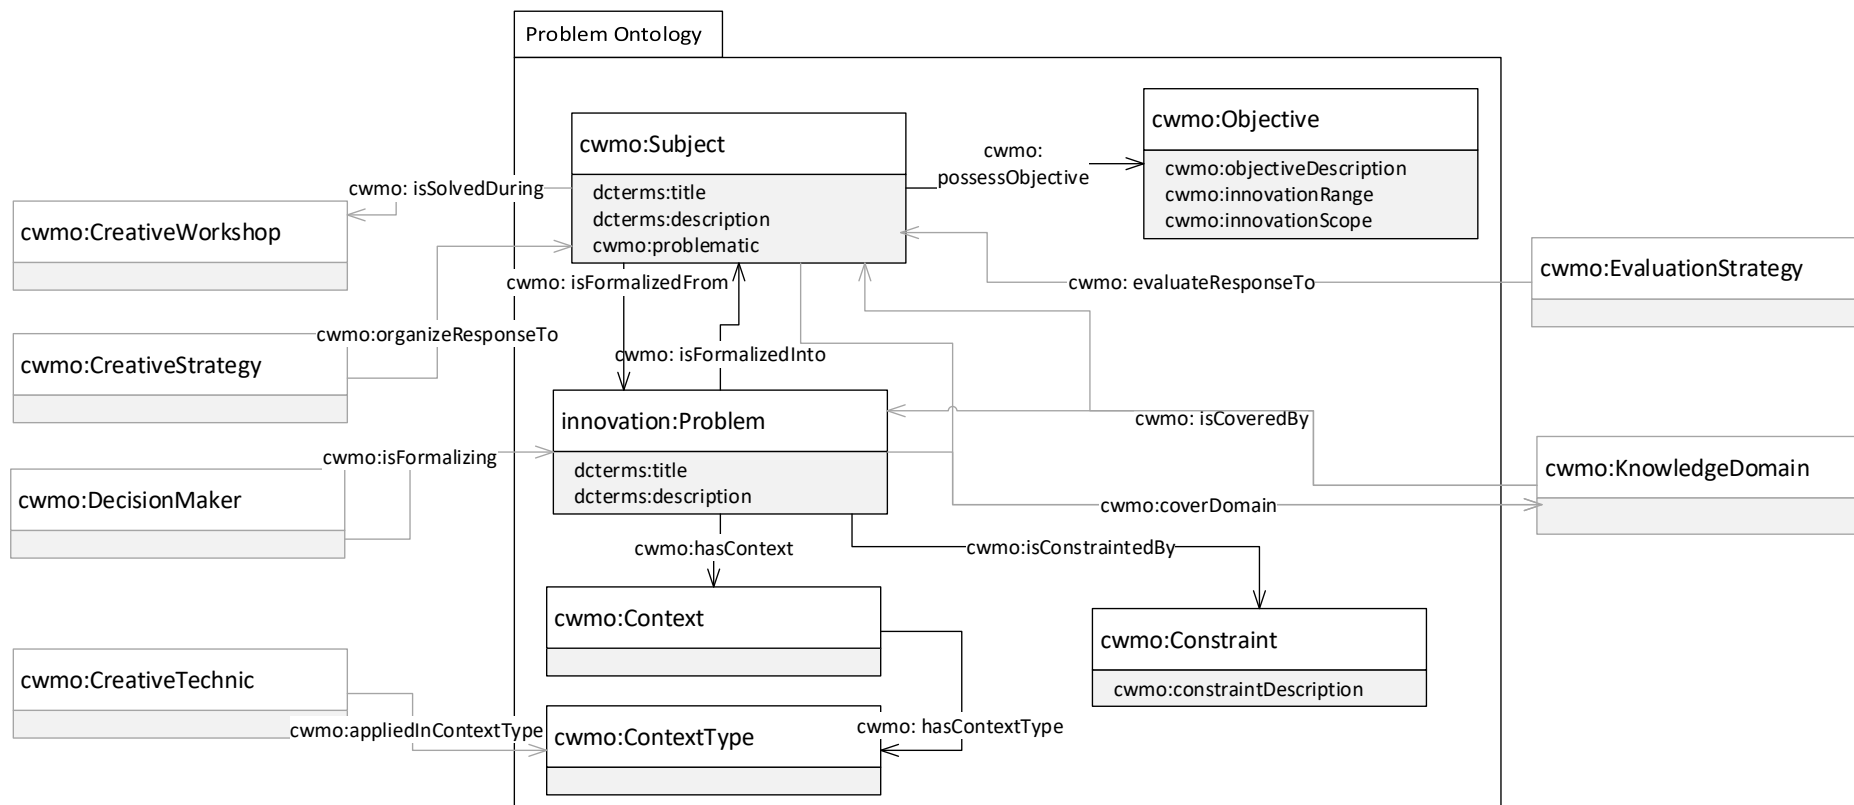 Problem Ontology
cwmo:Subject
dcterms:title
dcterms:description
cwmo:problematic
cwmo:
possessObjective
cwmo:Objective
cwmo:objectiveDescription
cwmo:innovationRange
cwmo:innovationScope
cwmo: isSolvedDuring
cwmo:CreativeWorkshop
cwmo: isFormalizedFrom
cwmo: evaluateResponseTo
cwmo:EvaluationStrategy
cwmo:organizeResponseTo
cwmo:CreativeStrategy
cwmo: isFormalizedInto
innovation:Problem
dcterms:title
dcterms:description
cwmo: isCoveredBy
cwmo:isFormalizing
cwmo:KnowledgeDomain
cwmo:DecisionMaker
cwmo:coverDomain
cwmo:hasContext
cwmo:isConstraintedBy
cwmo:Context
cwmo:Constraint
cwmo:constraintDescription
cwmo:CreativeTechnic
cwmo:appliedInContextType
cwmo:ContextType
cwmo: hasContextType